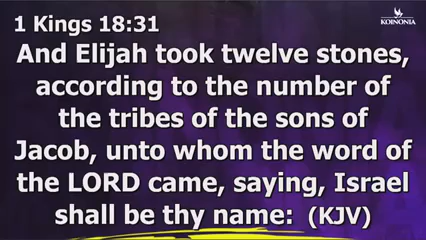 1 Kings 18:31
KOINONIA
And Elijah took twelve stones,
according to the number of
the tribes of the sons of
Jacob, unto whom the word of
the LORD came, saying, Israel
shall be thy name: (KJV)